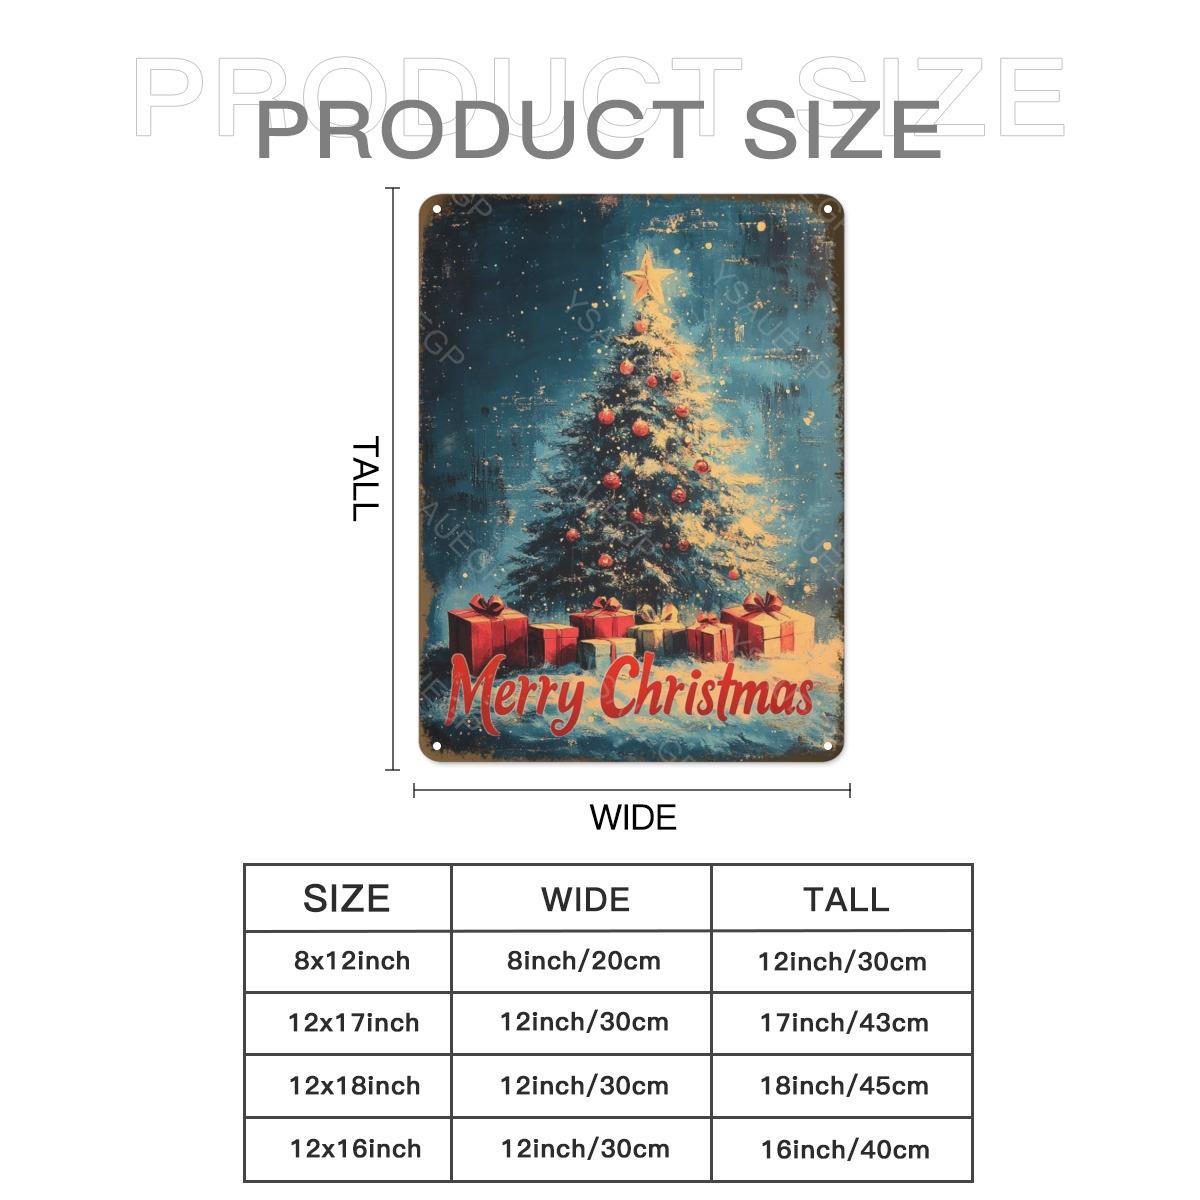 PRODUCT SIZE
PRODUCT SIZE
TALL
YSAUEGP
Merry Christmas
WIDE
SIZE WIDE TALL
8x12inch 8inch/20cm 12inch/30cm
12x17inch 12inch/30cm 17inch/43cm
12x18inch 12inch/30cm 18inch/45cm
12x16inch 12inch/30cm 16inch/40cm